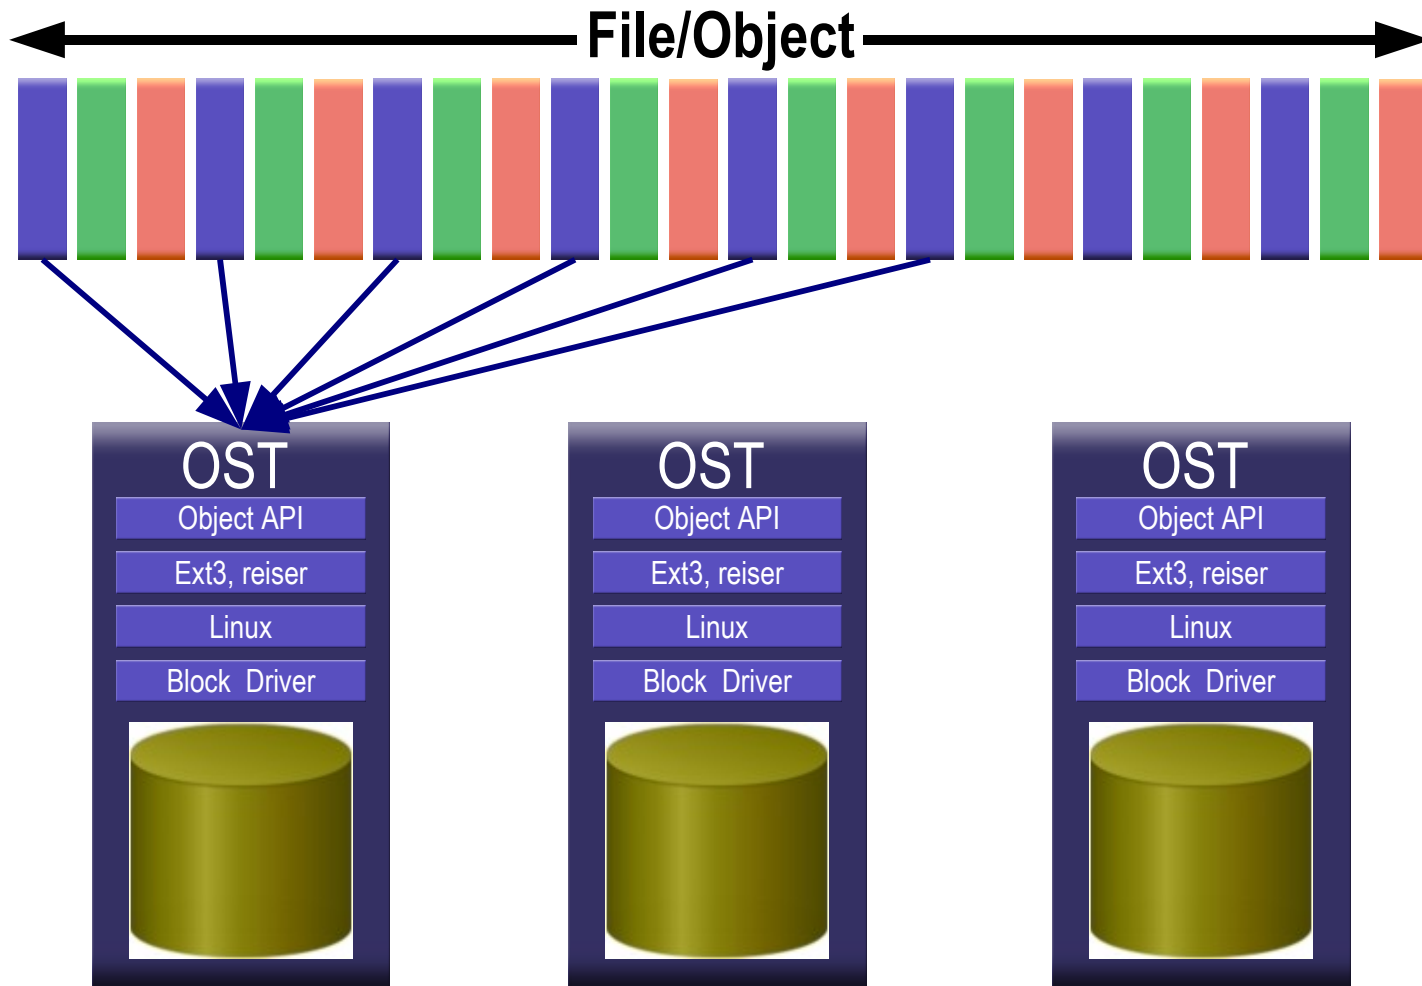 File/Object
OST
Object API
Ext3, reiser
Linux
Block Driver
OST
Object API
Ext3, reiser
Linux
Block Driver
OST
Object API
Ext3, reiser
Linux
Block Driver